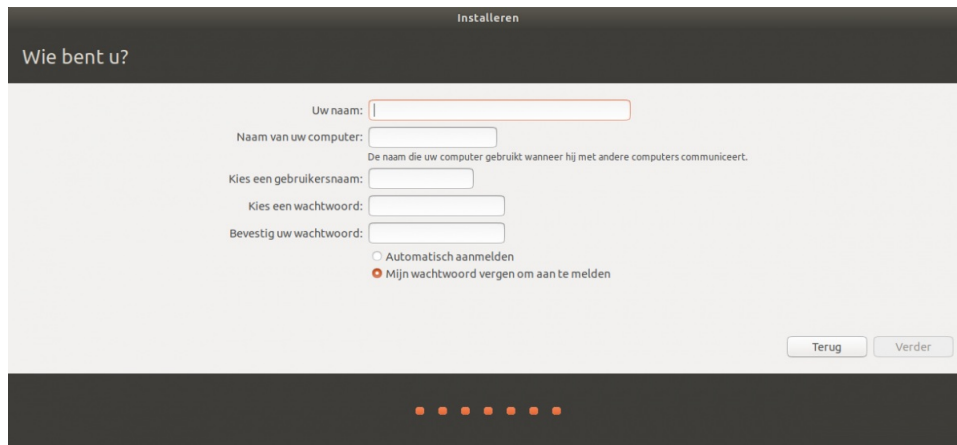 Installeren
Wie bent u?
Uw naam:
Naam van uw computer:
De naam die uw computer gebruikt wanneer hij met andere computers communiceert.
Kies een gebruikersnaam:
Kies een wachtwoord:
Bevestig uw wachtwoord:
Automatisch aanmelden
Mijn wachtwoord vergen om aan te melden
Terug Verder